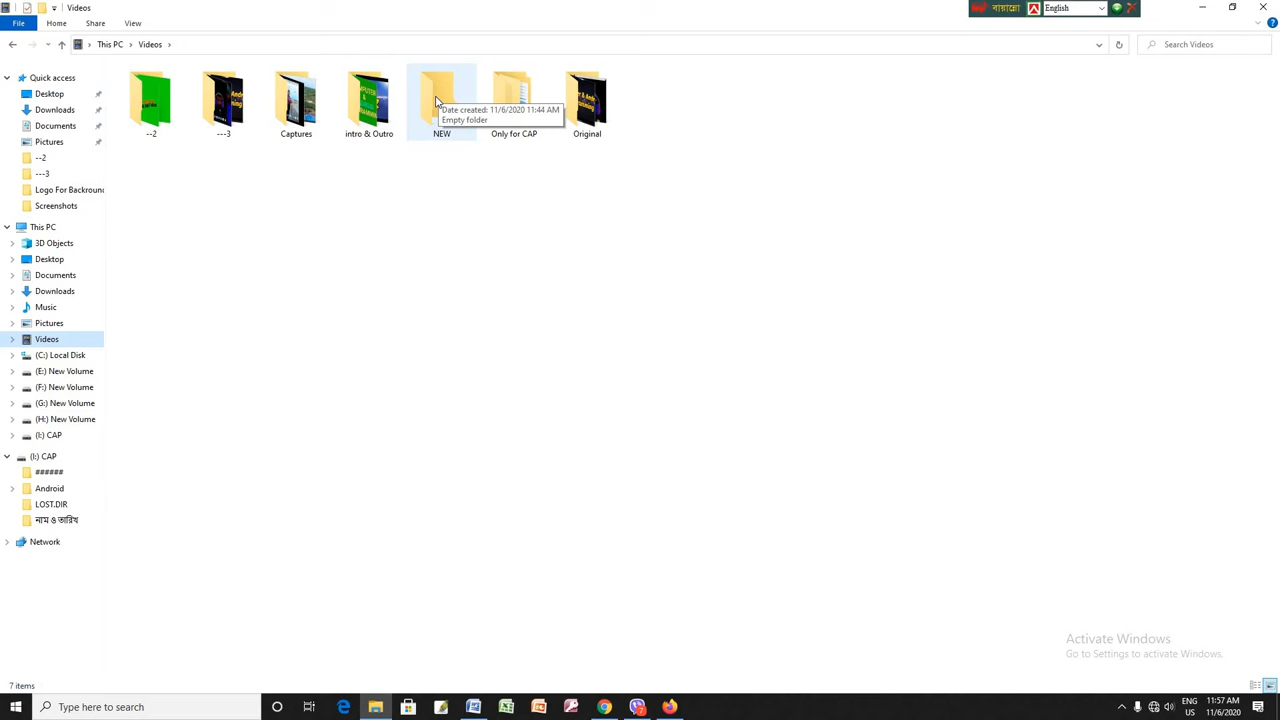 Videos
বায়ান্নো
English
File
Home
Share
View
This PC
Videos
Search Videos
Quick access
Desktop
Downloads
Documents
Pictures
--2
---3
Logo For Backroun
Screenshots
This PC
3D Objects
Desktop
Documents
Downloads
Music
Pictures
Videos
(C:) Local Disk
(E:) New Volume
(F:) New Volume
(G:) New Volume
(H:) New Volume
(I:) CAP
(I:) CAP
######
Android
LOST.DIR
নাম ও তারিখ
Network
--2
---3
Captures
intro & Outro
NEW
Only for CAP
Original
Date created: 11/6/2020 11:44 AM
Empty folder
Activate Windows
Go to Settings to activate Windows.
7 items
Type here to search
7
ENG
US
11:57 AM
11/6/2020